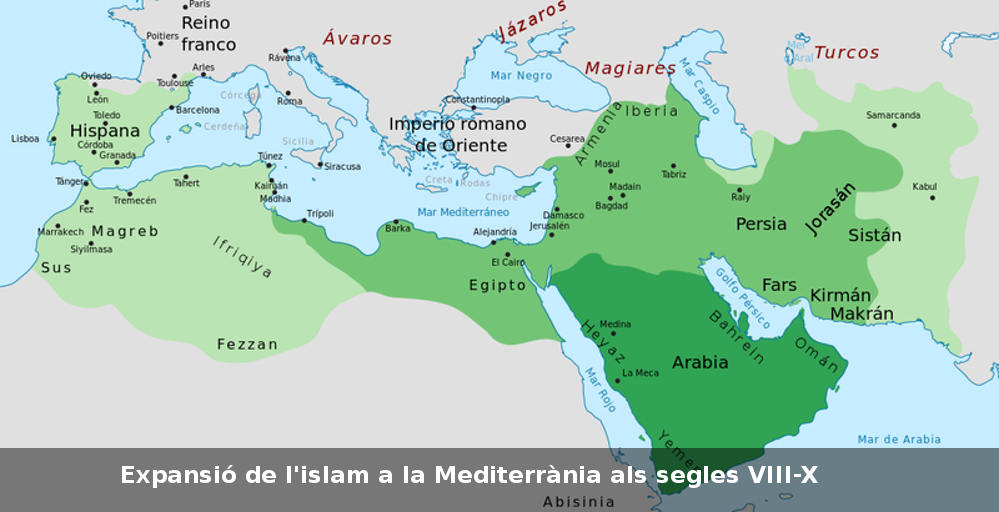 París
Reino
franco
Poitiers
Ávaros
Jázaros
Magiares
Turcos
Mar
d'Aral
Mar Negro
Mar caspio
Rávena
Arles
Toulouse
Oviedo
León
Toledo
Barcelona
Córcega
Cerdeña
Roma
Constantinopla
Imperio romano
de Oriente
Cesarea
Armenia
Iberia
Samarcanda
Lisboa
Hispana
Córdoba
Granada
Sicilia
Siracusa
Creta
Rodas
Chipre
Mosul
Tabriz
Madain
Bagdad
Raiy
Kabul
Tánger
Tahert
Túnez
Kairuán
Madhia
Fez
Tremecén
Trípoli
Barka
Mar Mediterráneo
Alejandría
Damasco
Jerusalén
Persia
Jorasán
Sistán
Marrakech
Magreb
Siyilmasa
Ifriqiya
Sus
El Cairo
Egipto
Golfo Pérsico
Fars
Kirmán
Makrán
Fezzan
Medina
Heyaz
Bahrein
Omán
Arabia
La Meca
Mar Rojo
Mar de Arabia
Yemen
Expansió de l'islam a la Mediterrània als segles VIII-X
Abisinia